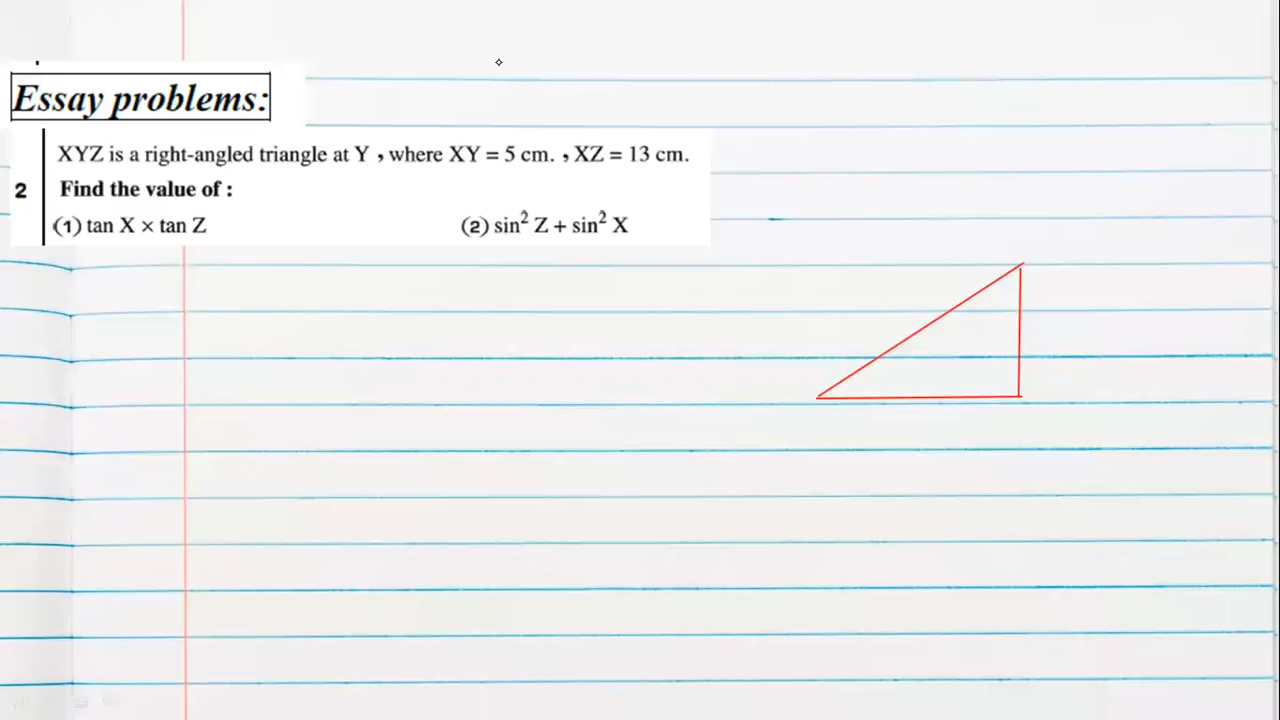 Essay problems:
XYZ is a right-angled triangle at Y , where XY = 5 cm. , XZ = 13 cm.
2 Find the value of :
(1) tan X × tan Z (2) sin² Z + sin² X